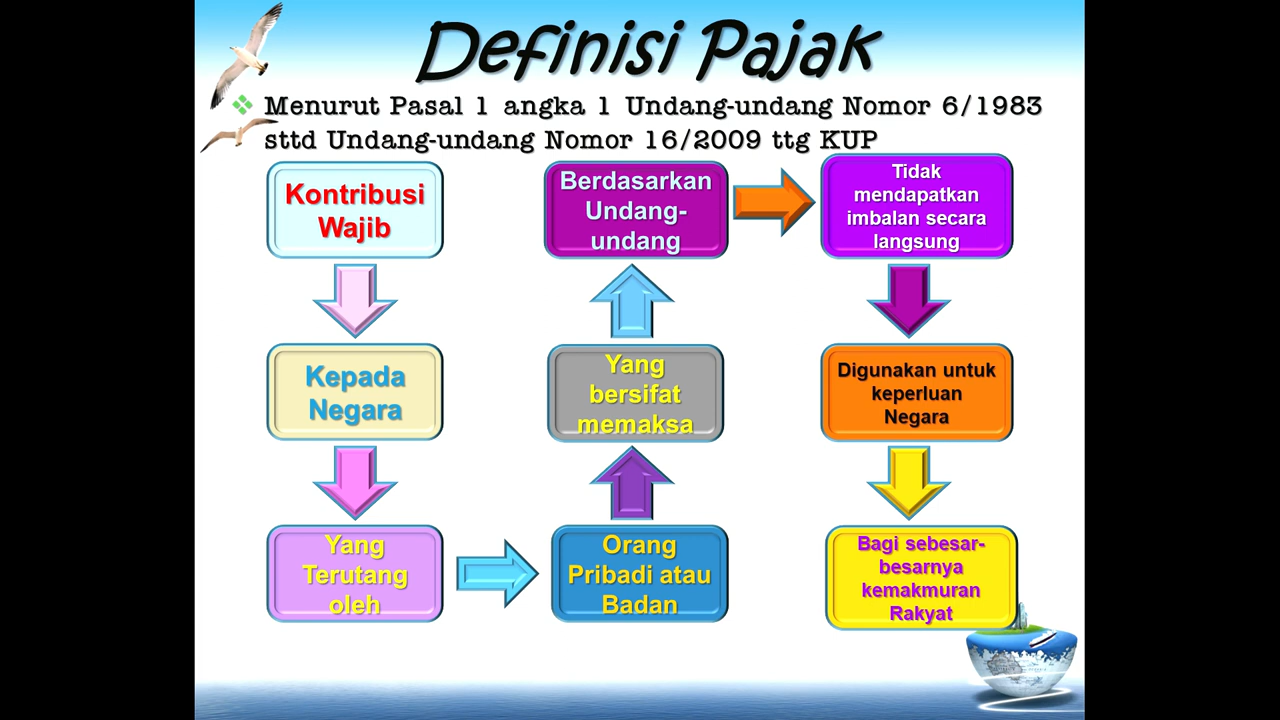 Definisi Pajak
Menurut Pasal 1 angka 1 Undang-undang Nomor 6/1983
sttd Undang-undang Nomor 16/2009 ttg KUP
Kontribusi
Wajib
Kepada
Negara
Yang
Terutang
oleh
Orang
Pribadi atau
Badan
Yang
bersifat
memaksa
Berdasarkan
Undang-
undang
Tidak
mendapatkan
imbalan secara
langsung
Digunakan untuk
keperluan
Negara
Bagi sebesar-
besarnya
kemakmuran
Rakyat